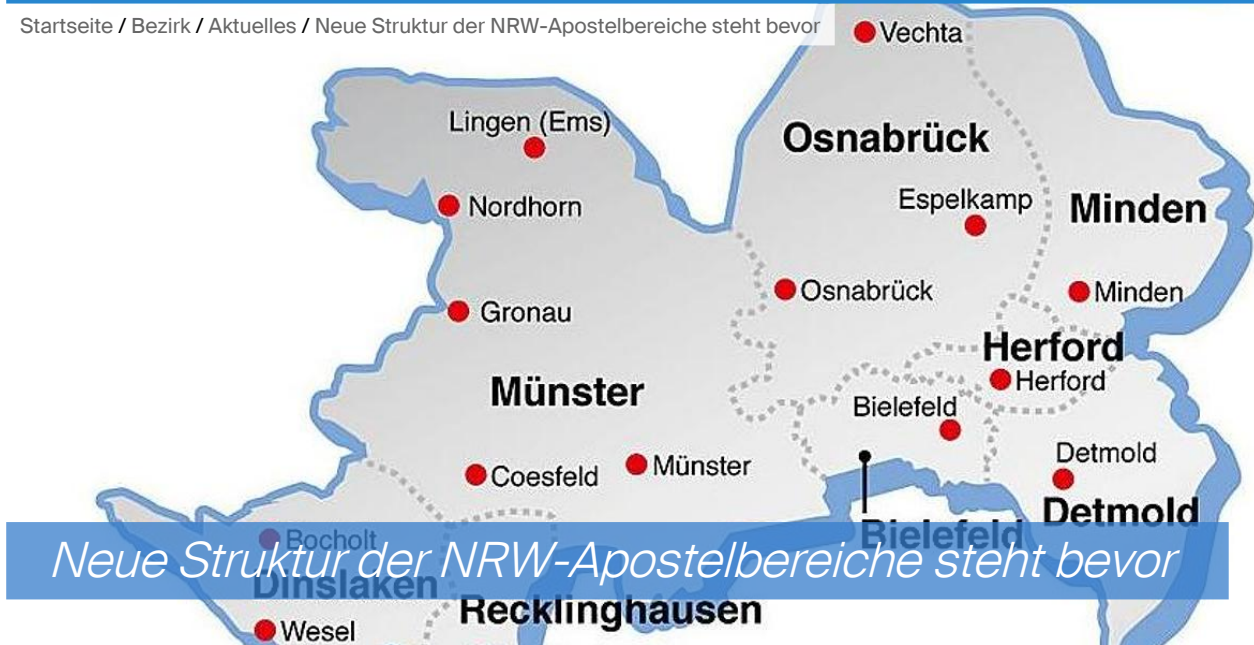 Startseite / Bezirk / Aktuelles / Neue Struktur der NRW-Apostelbereiche steht bevor
Vechta
Lingen (Ems)
Osnabrück
Espelkamp
Nordhorn
Minden
Osnabrück
Minden
Gronau
Herford
Herford
Münster
Bielefeld
Detmold
Münster
Coesfeld
Detmold
Bielefeld
Bocholt
Neue Struktur der NRW-Apostelbereiche steht bevor
Dinslaken
Recklinghausen
Wesel